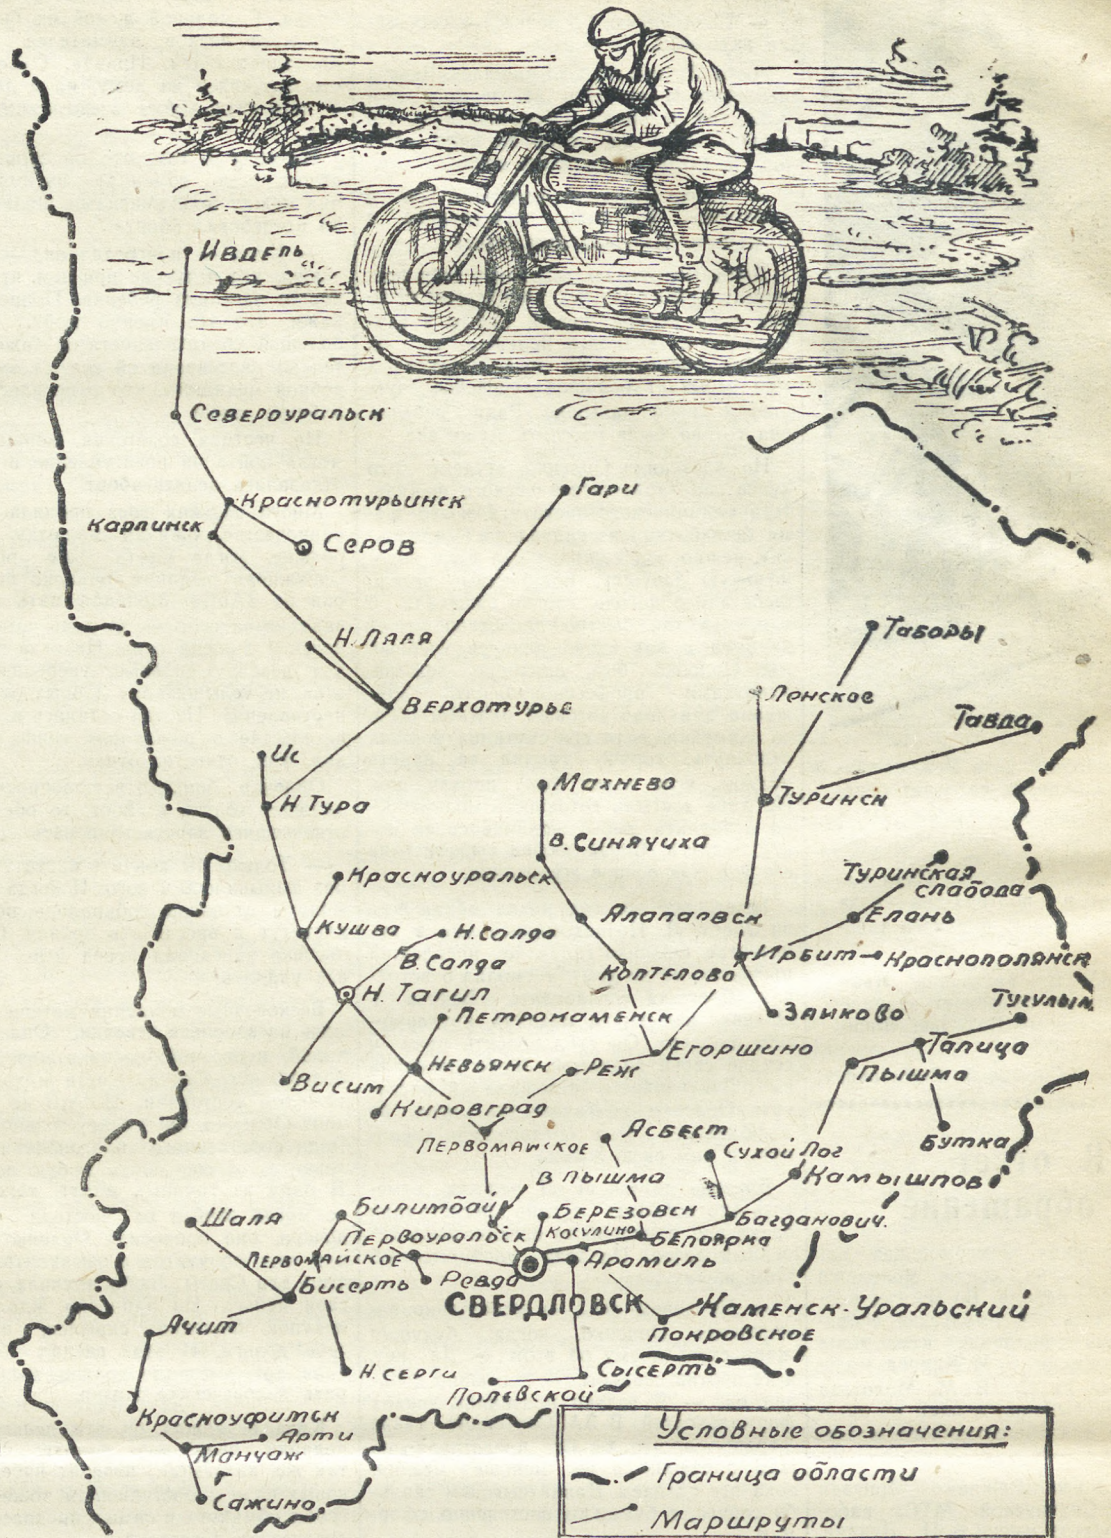 Ивдель
Североуральск
Краснотурьинск
Гари
Карпинск
Серов
Таборы
Н. Ляля
Ленское
Верхотурье
Тавда
Ис
Махнево
Н Тура
Туринск
В. Синячиха
Красноуральск
Туринская
слабода
Алапаевск
Елань
Кушва
Н. Салда
В. Салда
Ирбит
Краснополянск
Коптелово
Н. Тагил
Тугулым
Петрокаменск
Зайково
Талица
Егоршино
Невьянск
Реж
Пышма
Висим
Кировград
Асбест
Бутка
Первомайское
Сухой Лог
В Пышма
Камышлов
Билимбай
Березовск
Шаля
Багданович.
Первоуральск
Косулино
Белоярка
Первомайское
Арамиль
Бисерть
Ревда
СВЕРДЛОВСК
Каменск-Уральский
Ачит
Покровское
Н. Серги
Сысерть
Полевской
Красноуфимск
Арти
Манчаж
Сажино
Условные обозначения:
Граница области
Маршруты